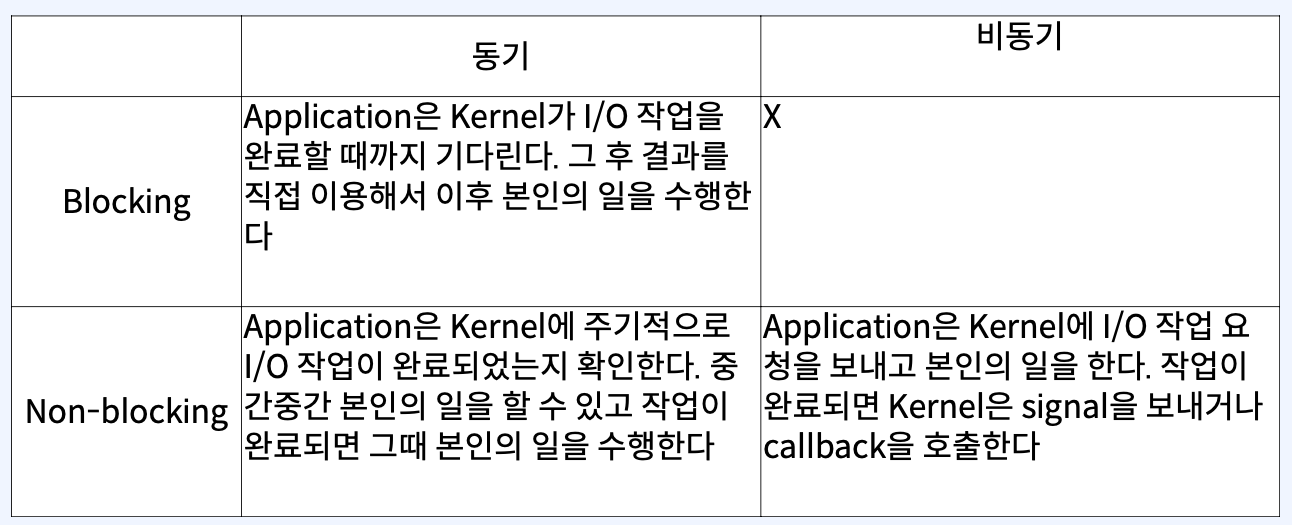 동기
비동기
Blocking
Application은 Kernel가 I/O 작업을
완료할 때까지 기다린다. 그 후 결과를
직접 이용해서 이후 본인의 일을 수행한
다
X
Non-blocking
Application은 Kernel에 주기적으로
I/O 작업이 완료되었는지 확인한다. 중
간중간 본인의 일을 할 수 있고 작업이
완료되면 그때 본인의 일을 수행한다
Application은 Kernel에 I/O 작업 요
청을 보내고 본인의 일을 한다. 작업이
완료되면 Kernel은 signal을 보내거나
callback을 호출한다